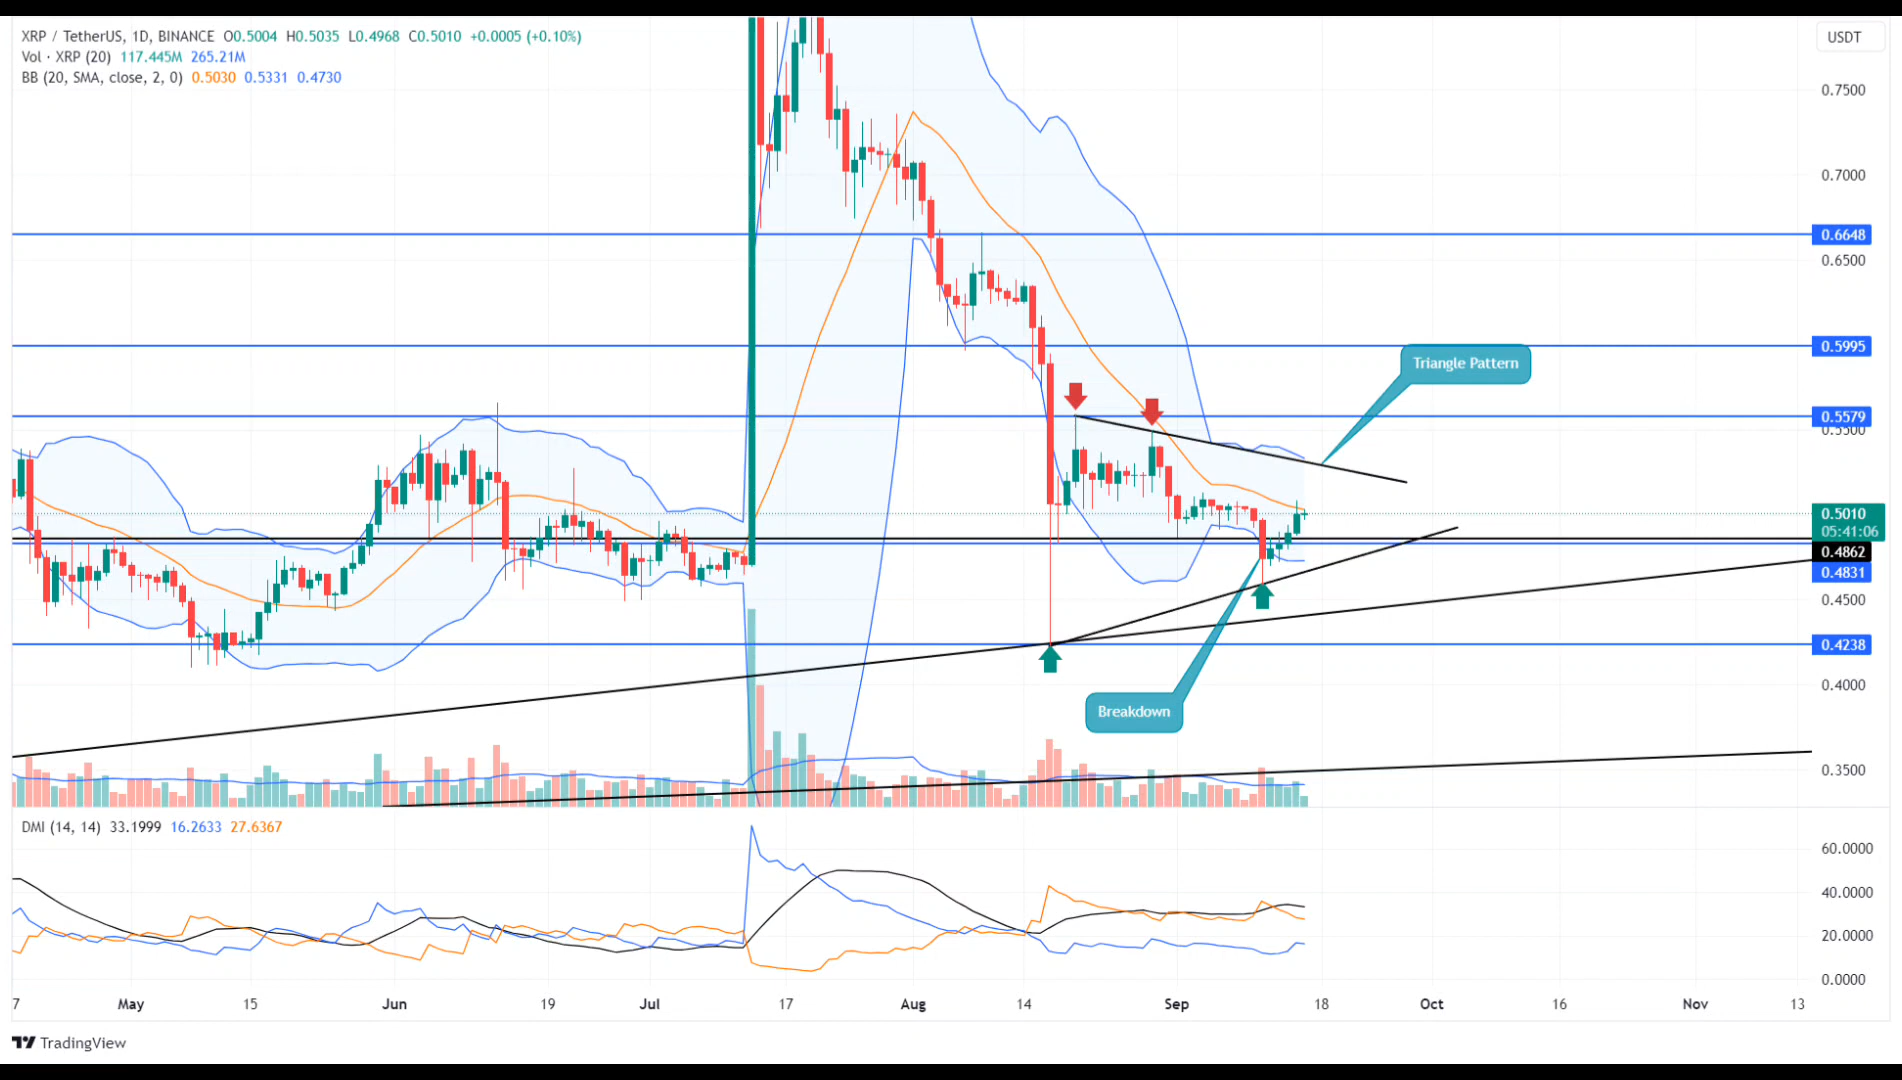 XRP / TetherUS, 1D, BINANCE O0.5004 H0.5035 L0.4968 C0.5010 +0.0005 (+0.10%)
Vol · XRP (20) 117.445M 265.21M
BB (20, SMA, close, 2, 0) 0.5030 0.5331 0.4730
USDT
0.7500
0.7000
0.6648
0.6500
0.5995
Triangle Pattern
0.5579
0.5500
0.5010
05:41:06
0.4862
0.4831
0.4500
0.4238
0.4000
Breakdown
0.3500
DMI (14, 14) 33.1999 16.2633 27.6367
60.0000
40.0000
20.0000
0.0000
7 May 15 Jun 19 Jul 17 Aug 14 Sep 18 Oct 16 Nov 13
TradingView